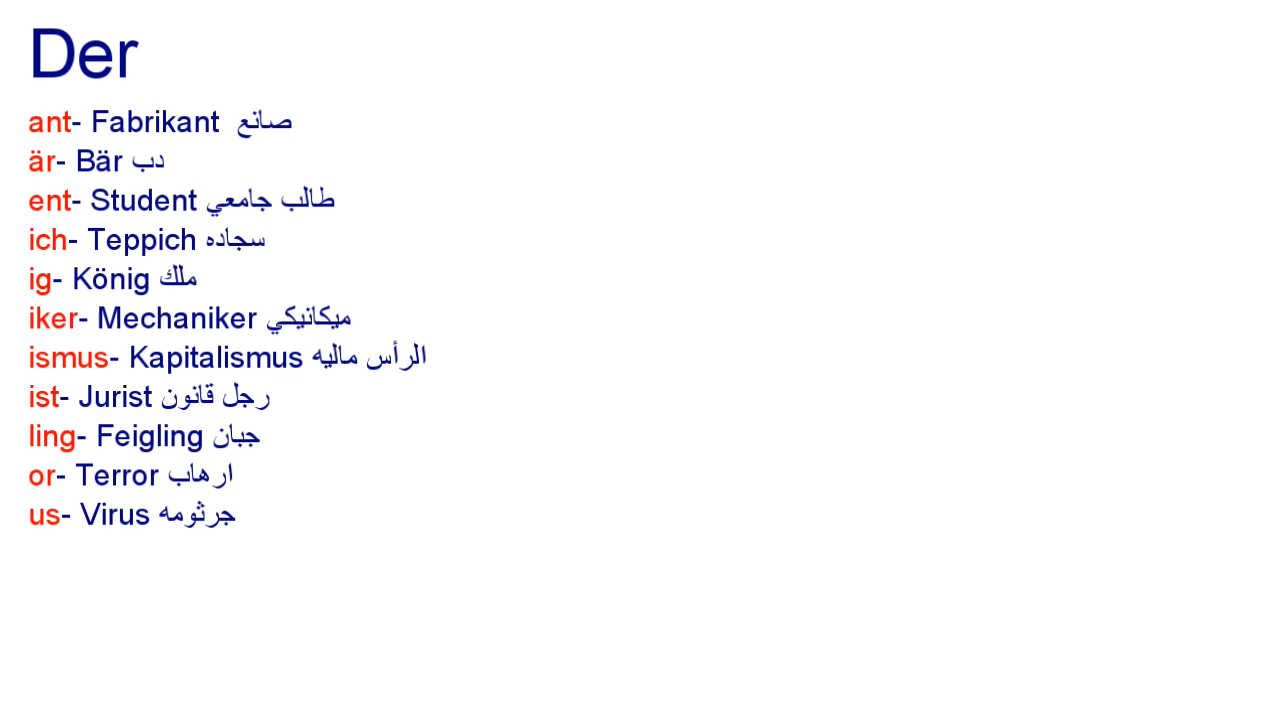 Der
ant- Fabrikant صانع
är- Bär دب
ent- Student طالب جامعي
ich- Teppich سجاده
ig- König ملك
iker- Mechaniker ميكانيكي
ismus- Kapitalismus الرأس ماليه
ist- Jurist رجل قانون
ling- Feigling جبان
or- Terror ارهاب
us- Virus جرثومه